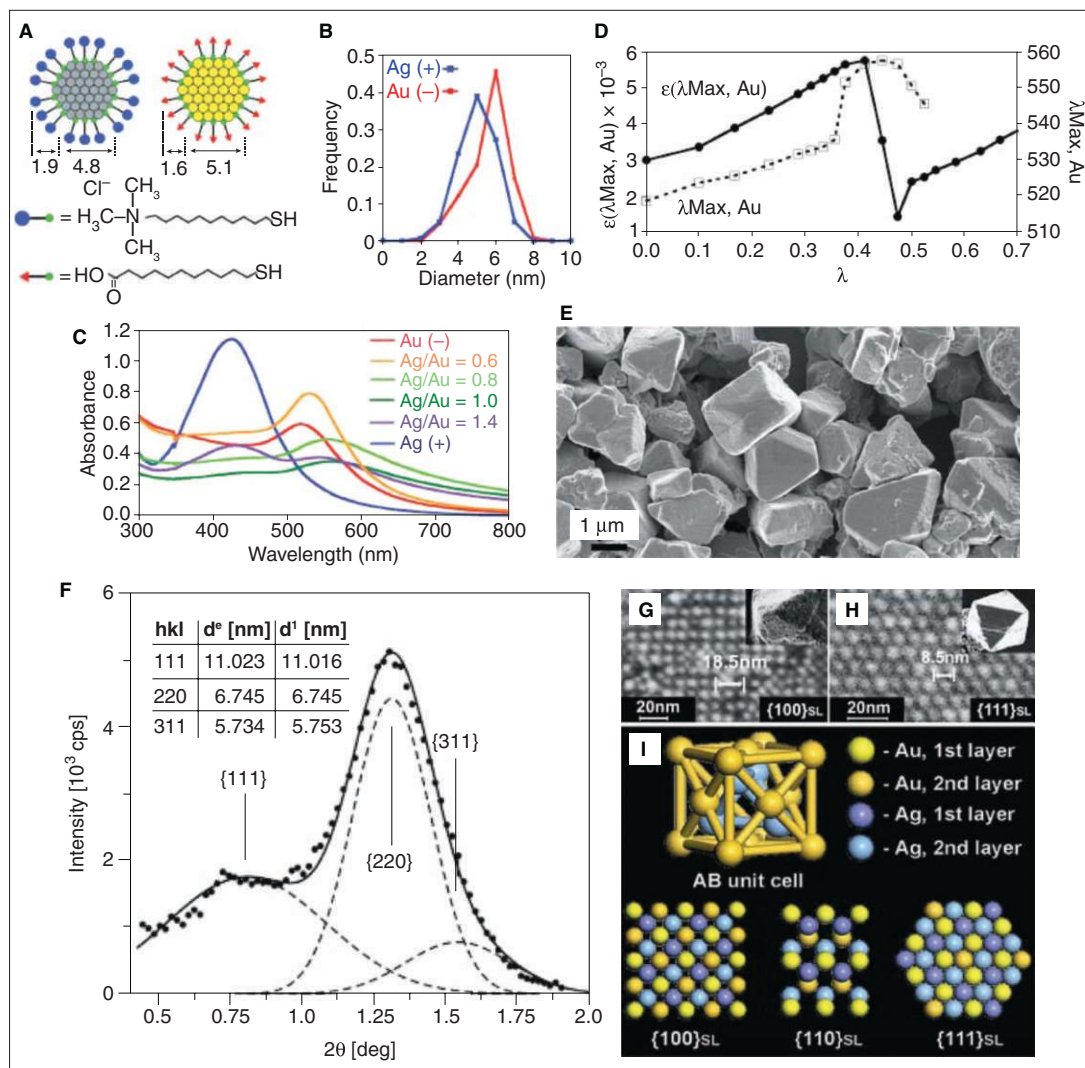 A
1.9
4.8
1.6
5.1
Cl⁻
CH₃
H₃C
N
SH
CH₃
=
HO
O
SH
=
B
Ag (+)
Au (–)
0.5
0.4
0.3
0.2
0.1
0
Frequency
0 2 4 6 8 10
Diameter (nm)
C
Au (–)
Ag/Au = 0.6
Ag/Au = 0.8
Ag/Au = 1.0
Ag/Au = 1.4
Ag (+)
1.2
1.0
0.8
0.6
0.4
0.2
0.0
Absorbance
300 400 500 600 700 800
Wavelength (nm)
D
ε(λMax, Au)
λMax, Au
6
5
4
3
2
1
ε(λMax, Au) × 10⁻³
560
550
540
530
520
510
λMax, Au
0.0 0.1 0.2 0.3 0.4 0.5 0.6 0.7
λ
E
1 μm
F
hkl dᵉ [nm] d¹ [nm]
111 11.023 11.016
220 6.745 6.745
311 5.734 5.753
{111}
{220}
{311}
6
4
2
0
Intensity [10³ cps]
0.5 0.75 1.0 1.25 1.5 1.75 2.0
2θ [deg]
G
18.5nm
20nm
{100}SL
H
8.5nm
20nm
{111}SL
I
- Au, 1st layer
- Au, 2nd layer
- Ag, 1st layer
- Ag, 2nd layer
AB unit cell
{100}SL
{110}SL
{111}SL